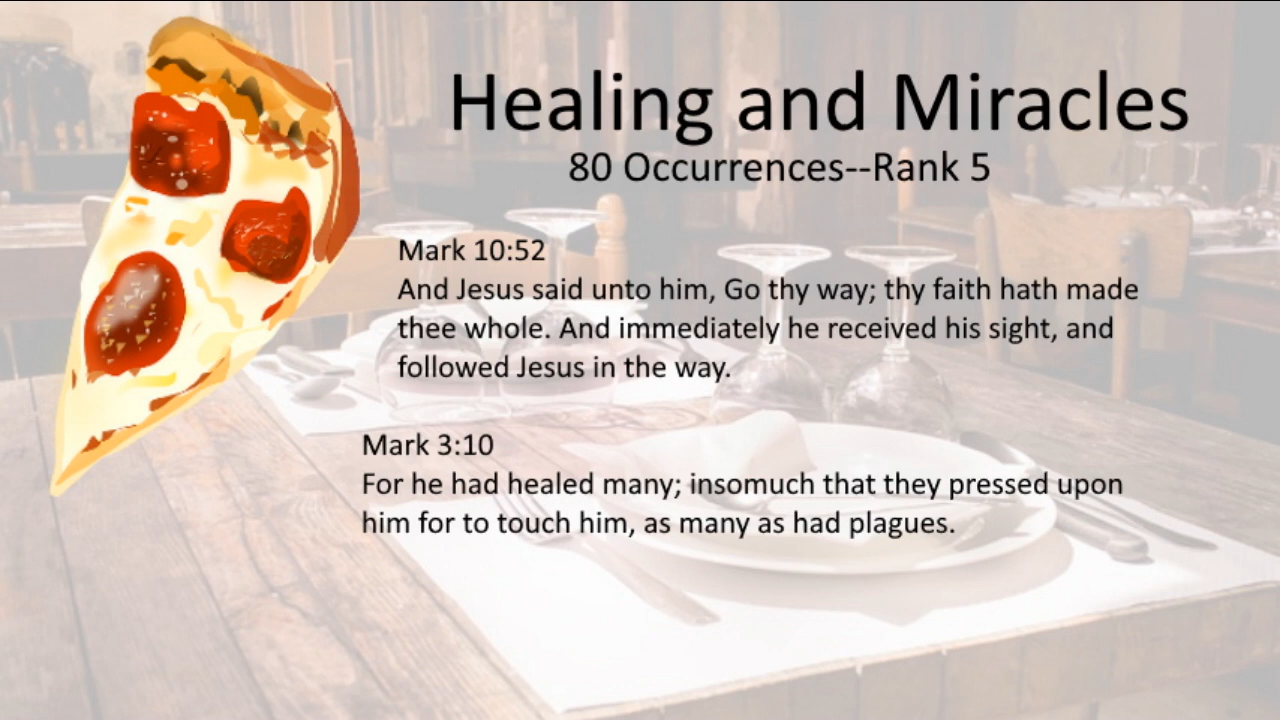 Healing and Miracles
80 Occurrences--Rank 5
Mark 10:52
And Jesus said unto him, Go thy way; thy faith hath made
thee whole. And immediately he received his sight, and
followed Jesus in the way.
Mark 3:10
For he had healed many; insomuch that they pressed upon
him for to touch him, as many as had plagues.